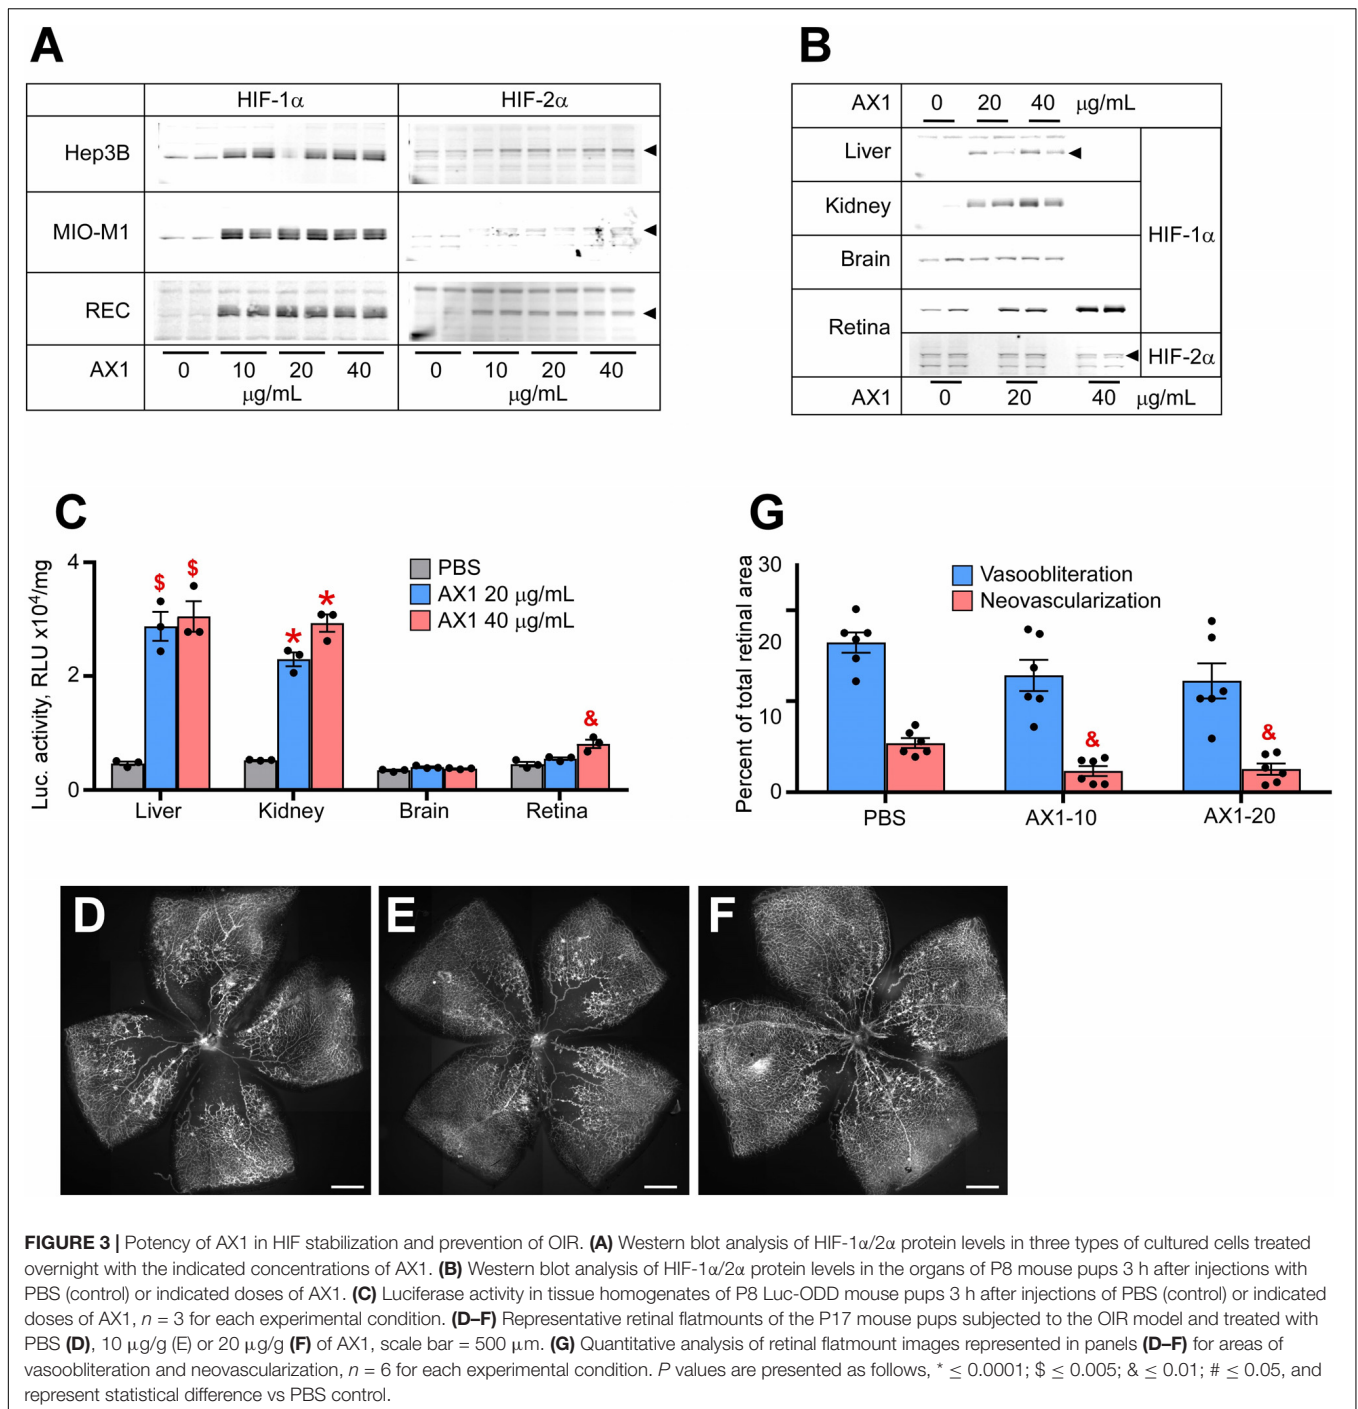 A
HIF-1α HIF-2α
Hep3B
MIO-M1
REC
AX1 0 10 20 40 0 10 20 40
μg/mL μg/mL
B
AX1 0 20 40 μg/mL
Liver
Kidney
Brain
Retina
HIF-1α
HIF-2α
AX1 0 20 40 μg/mL
C
Luc. activity, RLU x10⁴/mg
4
2
0
$ $
* *
&
PBS
AX1 20 μg/mL
AX1 40 μg/mL
Liver Kidney Brain Retina
G
Percent of total retinal area
30
20
10
0
Vasoobliteration
Neovascularization
& &
PBS AX1-10 AX1-20
D E F
FIGURE 3 | Potency of AX1 in HIF stabilization and prevention of OIR. (A) Western blot analysis of HIF-1α/2α protein levels in three types of cultured cells treated
overnight with the indicated concentrations of AX1. (B) Western blot analysis of HIF-1α/2α protein levels in the organs of P8 mouse pups 3 h after injections with
PBS (control) or indicated doses of AX1. (C) Luciferase activity in tissue homogenates of P8 Luc-ODD mouse pups 3 h after injections of PBS (control) or indicated
doses of AX1, n = 3 for each experimental condition. (D–F) Representative retinal flatmounts of the P17 mouse pups subjected to the OIR model and treated with
PBS (D), 10 μg/g (E) or 20 μg/g (F) of AX1, scale bar = 500 μm. (G) Quantitative analysis of retinal flatmount images represented in panels (D–F) for areas of
vasoobliteration and neovascularization, n = 6 for each experimental condition. P values are presented as follows, * ≤ 0.0001; $ ≤ 0.005; & ≤ 0.01; # ≤ 0.05, and
represent statistical difference vs PBS control.